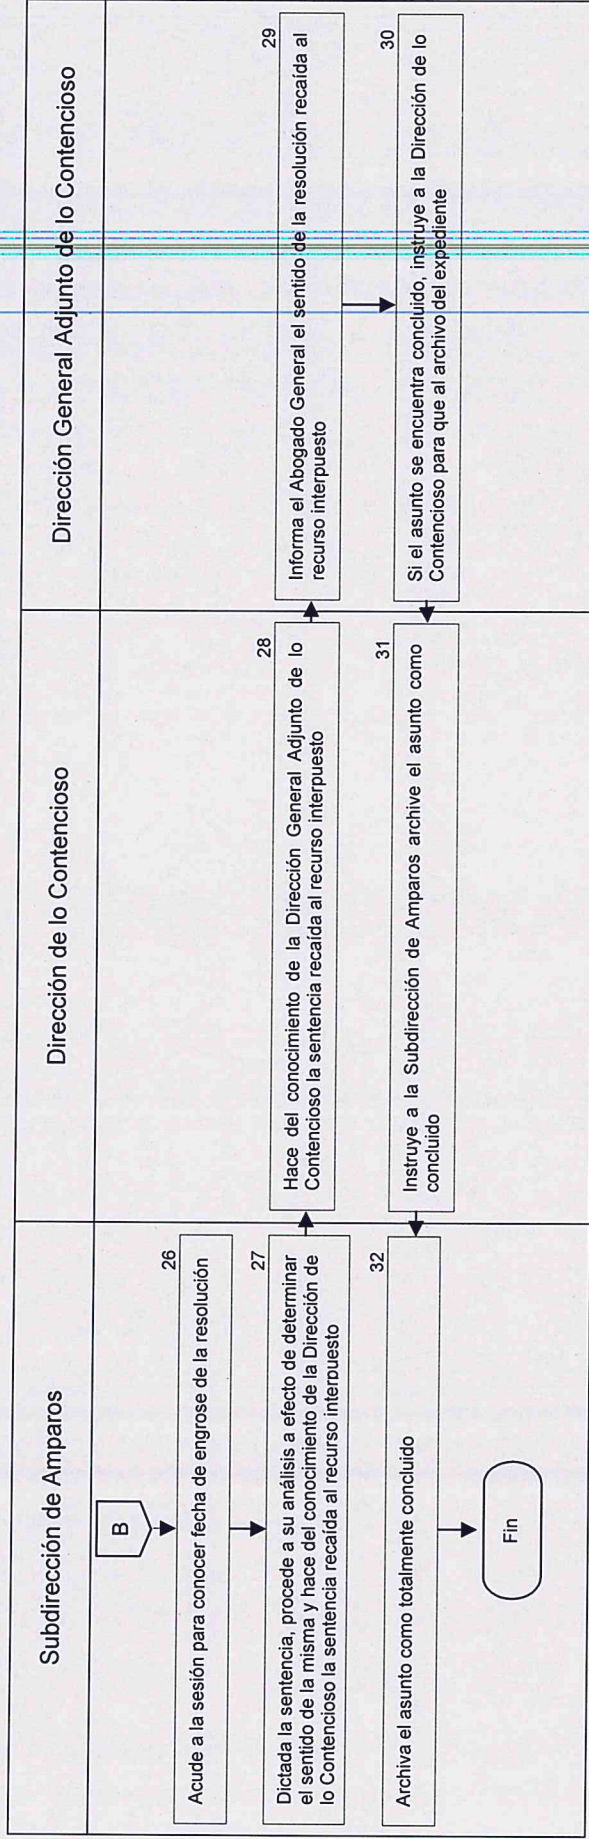 Subdirección de Amparos
Dirección de lo Contencioso
Dirección General Adjunto de lo Contencioso
B
26
Acude a la sesión para conocer fecha de engrose de la resolución
27
Dictada la sentencia, procede a su análisis a efecto de determinar
el sentido de la misma y hace del conocimiento de la Dirección de
lo Contencioso la sentencia recaída al recurso interpuesto
28
Hace del conocimiento de la Dirección General Adjunto de lo
Contencioso la sentencia recaída al recurso interpuesto
29
Informa el Abogado General el sentido de la resolución recaída al
recurso interpuesto
30
Si el asunto se encuentra concluido, instruye a la Dirección de lo
Contencioso para que al archivo del expediente
31
Instruye a la Subdirección de Amparos archive el asunto como
concluido
32
Archiva el asunto como totalmente concluido
Fin